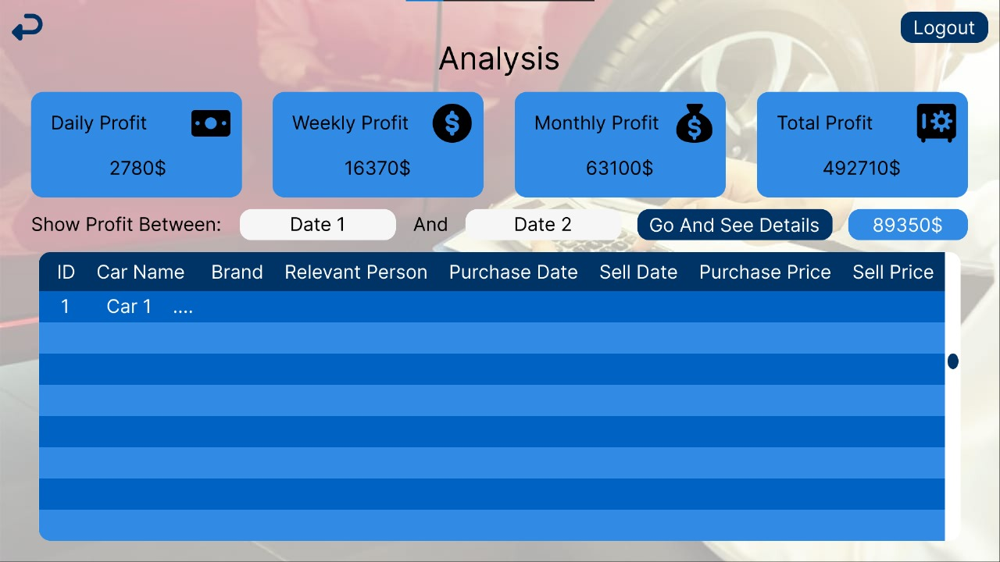 Logout
Analysis
Daily Profit
2780$
Weekly Profit
16370$
Monthly Profit
63100$
Total Profit
492710$
Show Profit Between: Date 1 And Date 2 Go And See Details 89350$
ID Car Name Brand Relevant Person Purchase Date Sell Date Purchase Price Sell Price
1 Car 1 ....